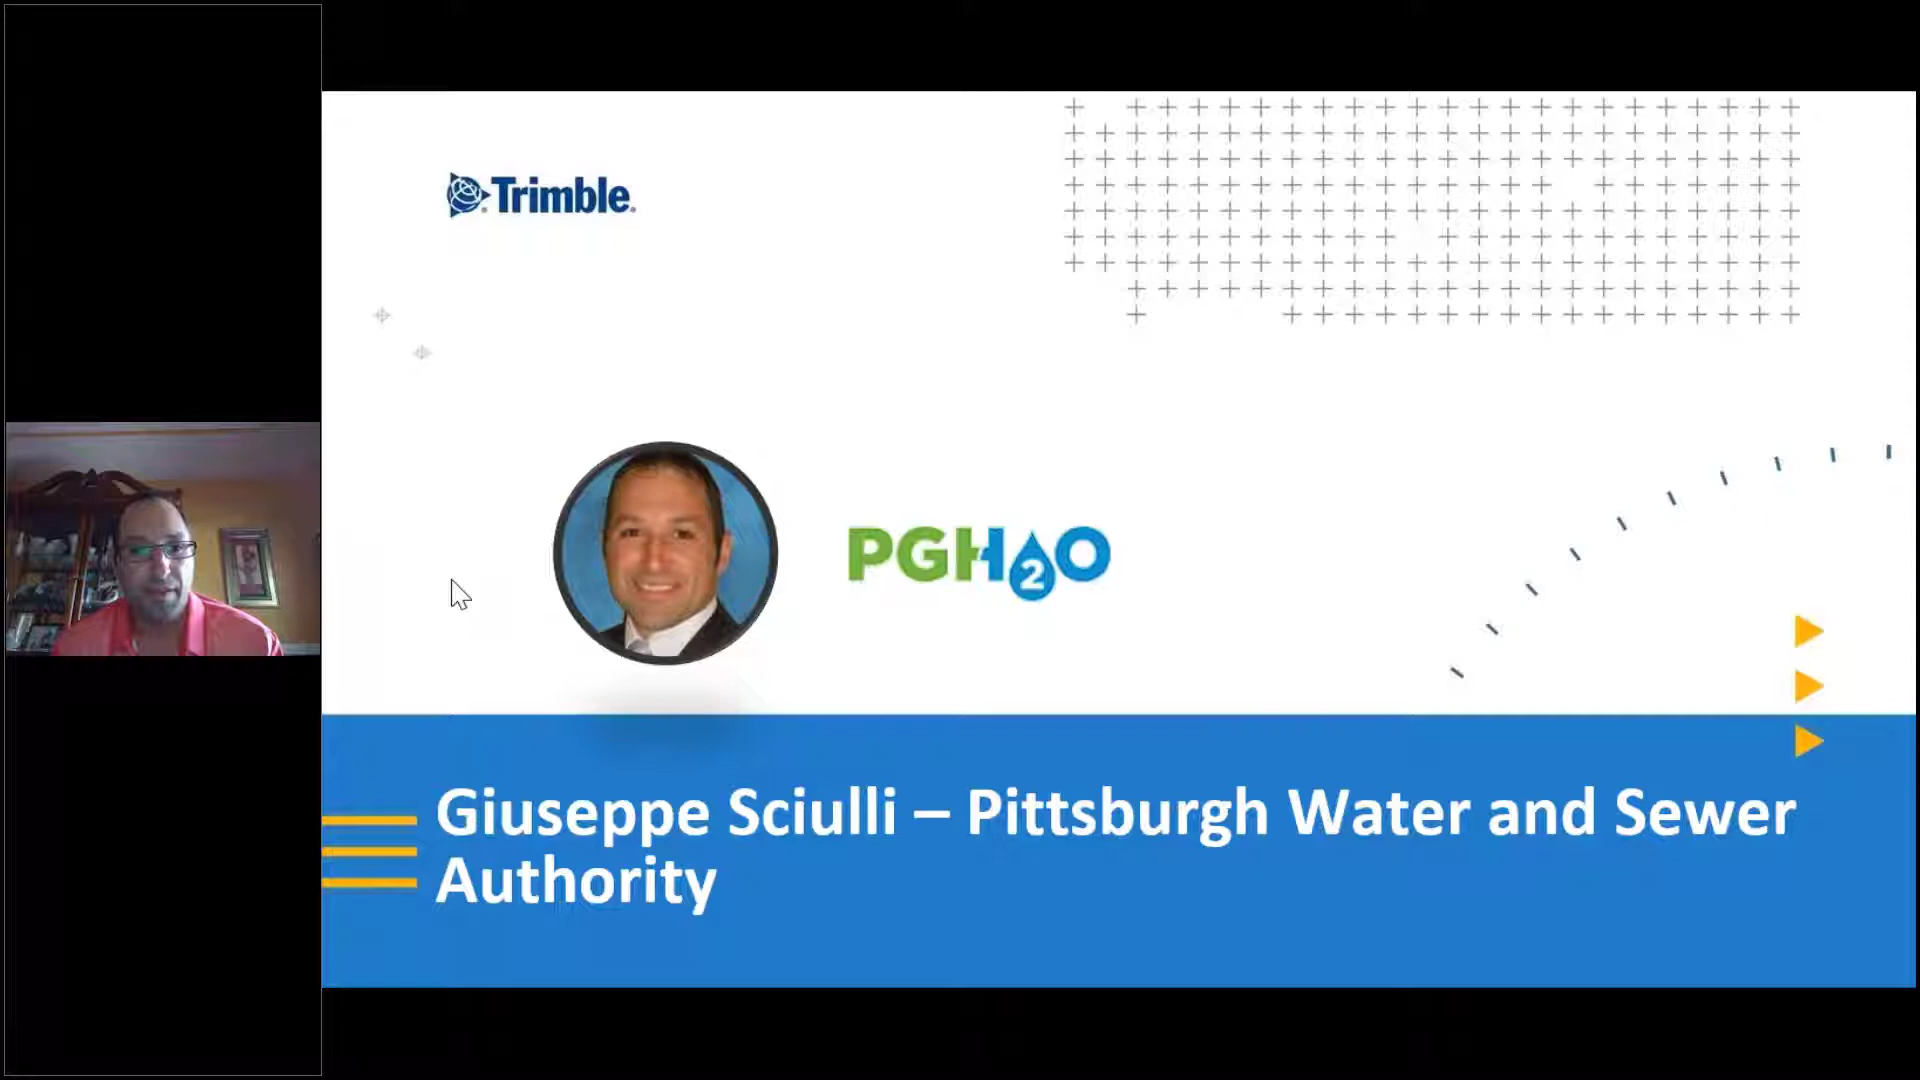 Trimble
PGH2O
Giuseppe Sciulli – Pittsburgh Water and Sewer
Authority